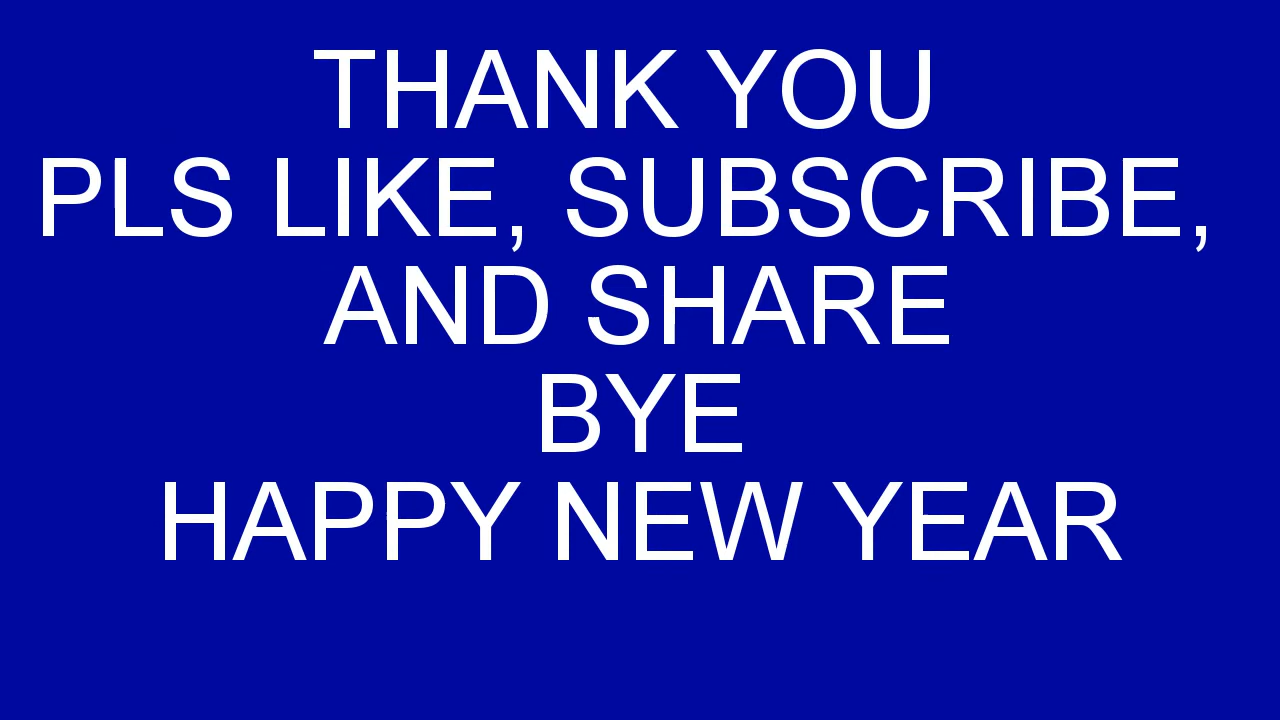 THANK YOU
PLS LIKE, SUBSCRIBE,
AND SHARE
BYE
HAPPY NEW YEAR